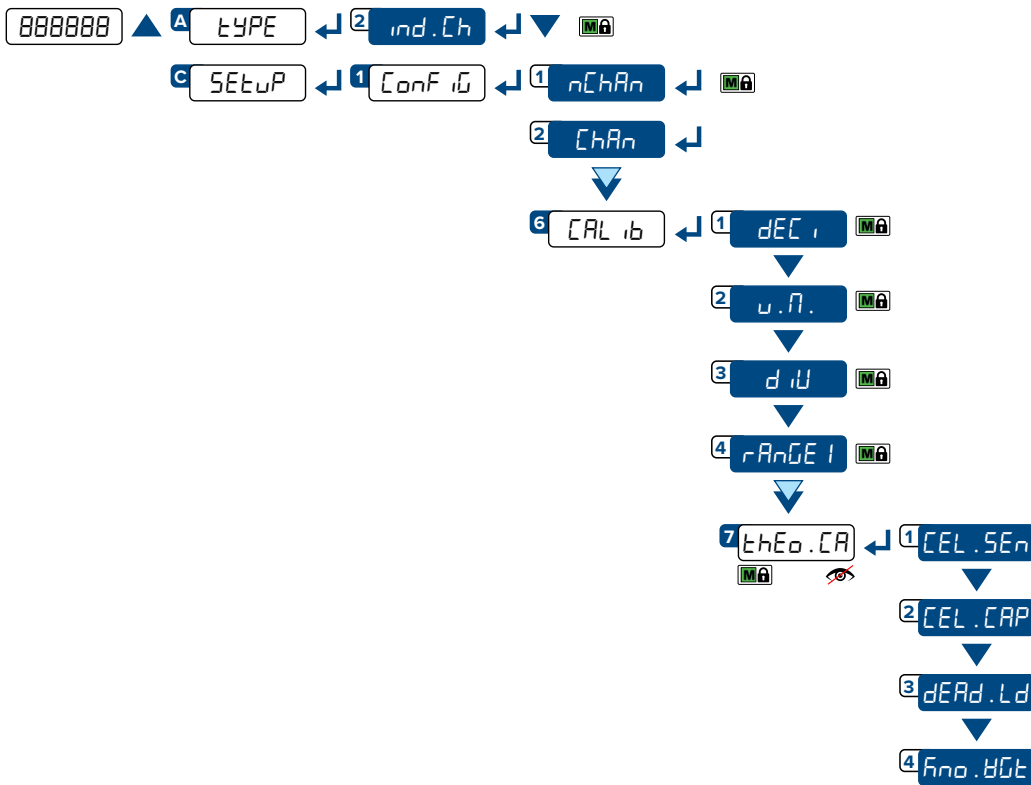 888888 A tYPE 2 ind.Ch M
C SEtuP 1 ConFiG 1 nChAn M
2 ChAn
6 CALib 1 dECi M
2 u.M. M
3 diV M
4 rAnGE1 M
7 thEo.CA 1 CEL.SEn
M
2 CEL.CAP
3 dEAd.Ld
4 kno.WGt